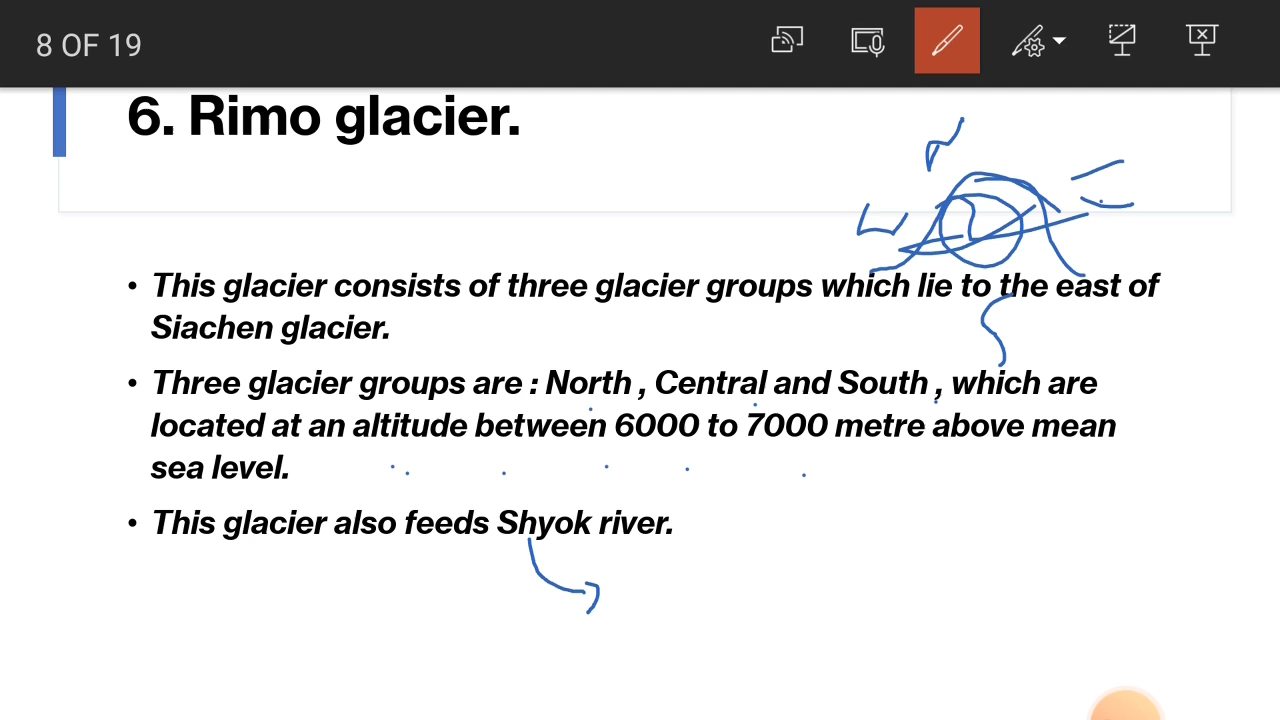 8 OF 19
6. Rimo glacier.
N
W
E
S
• This glacier consists of three glacier groups which lie to the east of
Siachen glacier.
• Three glacier groups are : North , Central and South , which are
located at an altitude between 6000 to 7000 metre above mean
sea level.
• This glacier also feeds Shyok river.